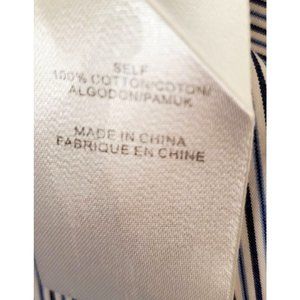 SELF
100% COTTON/COTON/
ALGODON/PAMUK
MADE IN CHINA
FABRIQUE EN CHINE